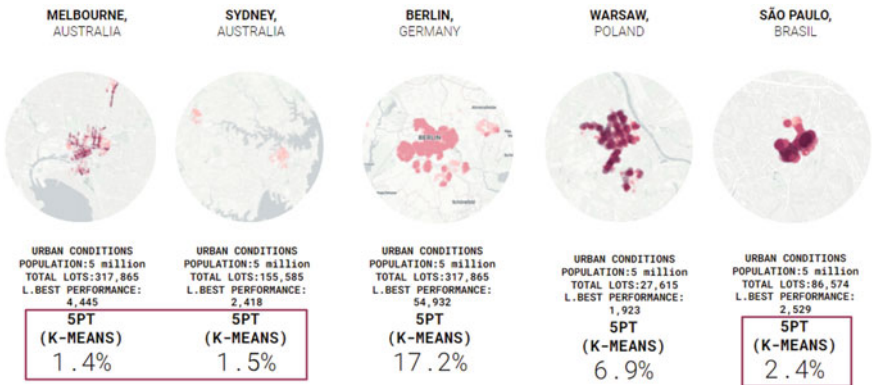 MELBOURNE,
AUSTRALIA
URBAN CONDITIONS
POPULATION:5 million
TOTAL LOTS:317,865
L.BEST PERFORMANCE:
4,445
5PT
(K-MEANS)
1.4%
SYDNEY,
AUSTRALIA
URBAN CONDITIONS
POPULATION:5 million
TOTAL LOTS:155,585
L.BEST PERFORMANCE:
2,418
5PT
(K-MEANS)
1.5%
BERLIN,
GERMANY
BERLIN
URBAN CONDITIONS
POPULATION:5 million
TOTAL LOTS:317,865
L.BEST PERFORMANCE:
54,932
5PT
(K-MEANS)
17.2%
WARSAW,
POLAND
URBAN CONDITIONS
POPULATION:5 million
TOTAL LOTS:27,615
L.BEST PERFORMANCE:
1,923
5PT
(K-MEANS)
6.9%
SÃO PAULO,
BRASIL
URBAN CONDITIONS
POPULATION:5 million
TOTAL LOTS:86,574
L.BEST PERFORMANCE:
2,529
5PT
(K-MEANS)
2.4%